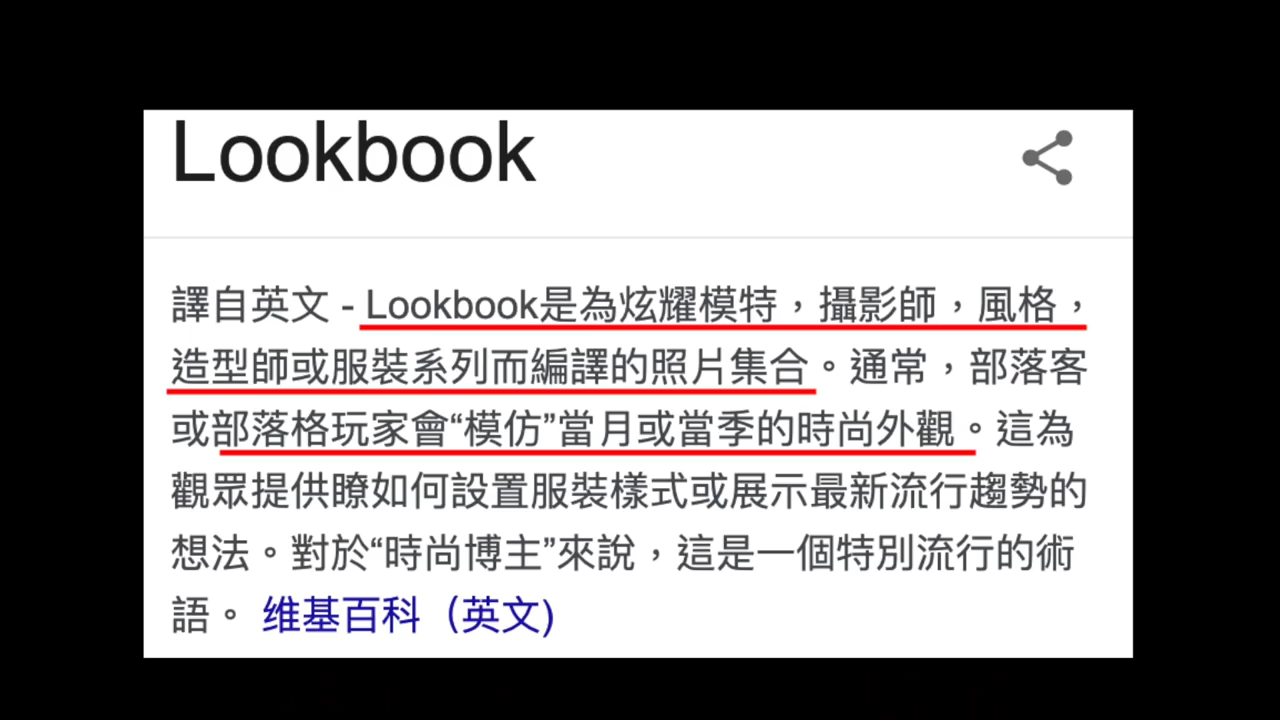 Lookbook
譯自英文 - Lookbook是為炫耀模特，攝影師，風格，
造型師或服裝系列而編譯的照片集合。通常，部落客
或部落格玩家會“模仿”當月或當季的時尚外觀。這為
觀眾提供瞭如何設置服裝樣式或展示最新流行趨勢的
想法。對於“時尚博主”來說，這是一個特別流行的術
語。 维基百科（英文)